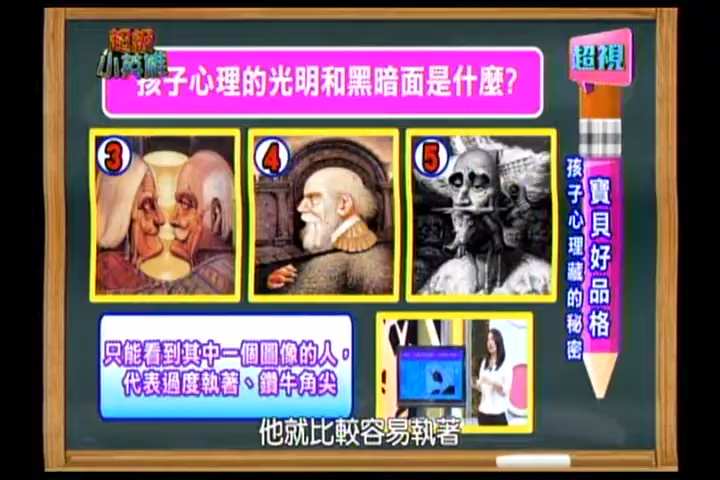 超級
小英雄
孩子心理的光明和黑暗面是什麼?
超視
3
4
5
寶貝好品格
孩子心理藏的秘密
只能看到其中一個圖像的人，
代表過度執著、鑽牛角尖
他就比較容易執著